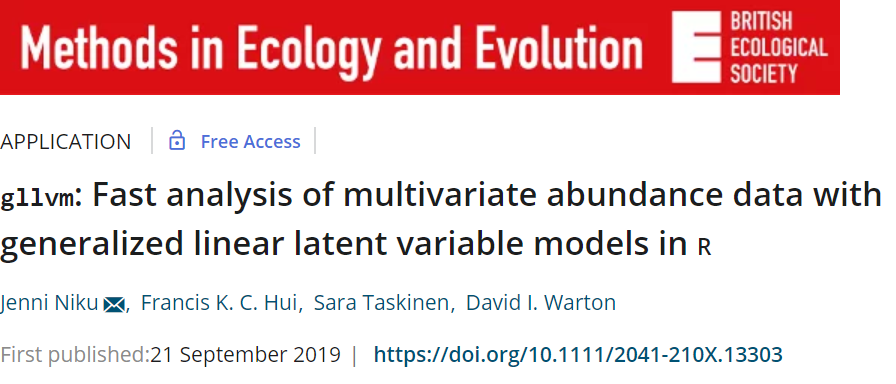 Methods in Ecology and Evolution
BRITISH
ECOLOGICAL
SOCIETY
APPLICATION
Free Access
gllvm: Fast analysis of multivariate abundance data with
generalized linear latent variable models in R
Jenni Niku, Francis K. C. Hui, Sara Taskinen, David I. Warton
First published:21 September 2019 | https://doi.org/10.1111/2041-210X.13303